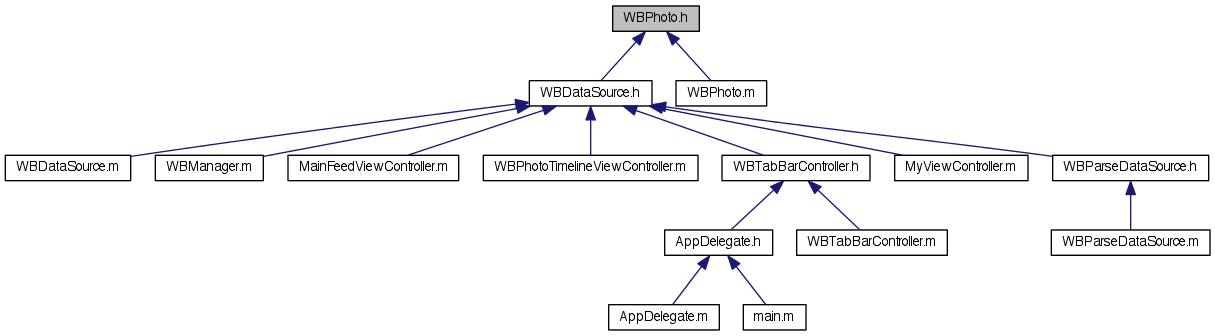 WBPhoto.h
WBDataSource.h
WBPhoto.m
WBDataSource.m
WBManager.m
MainFeedViewController.m
WBPhotoTimelineViewController.m
WBTabBarController.h
MyViewController.m
WBParseDataSource.h
AppDelegate.h
WBTabBarController.m
WBParseDataSource.m
AppDelegate.m
main.m